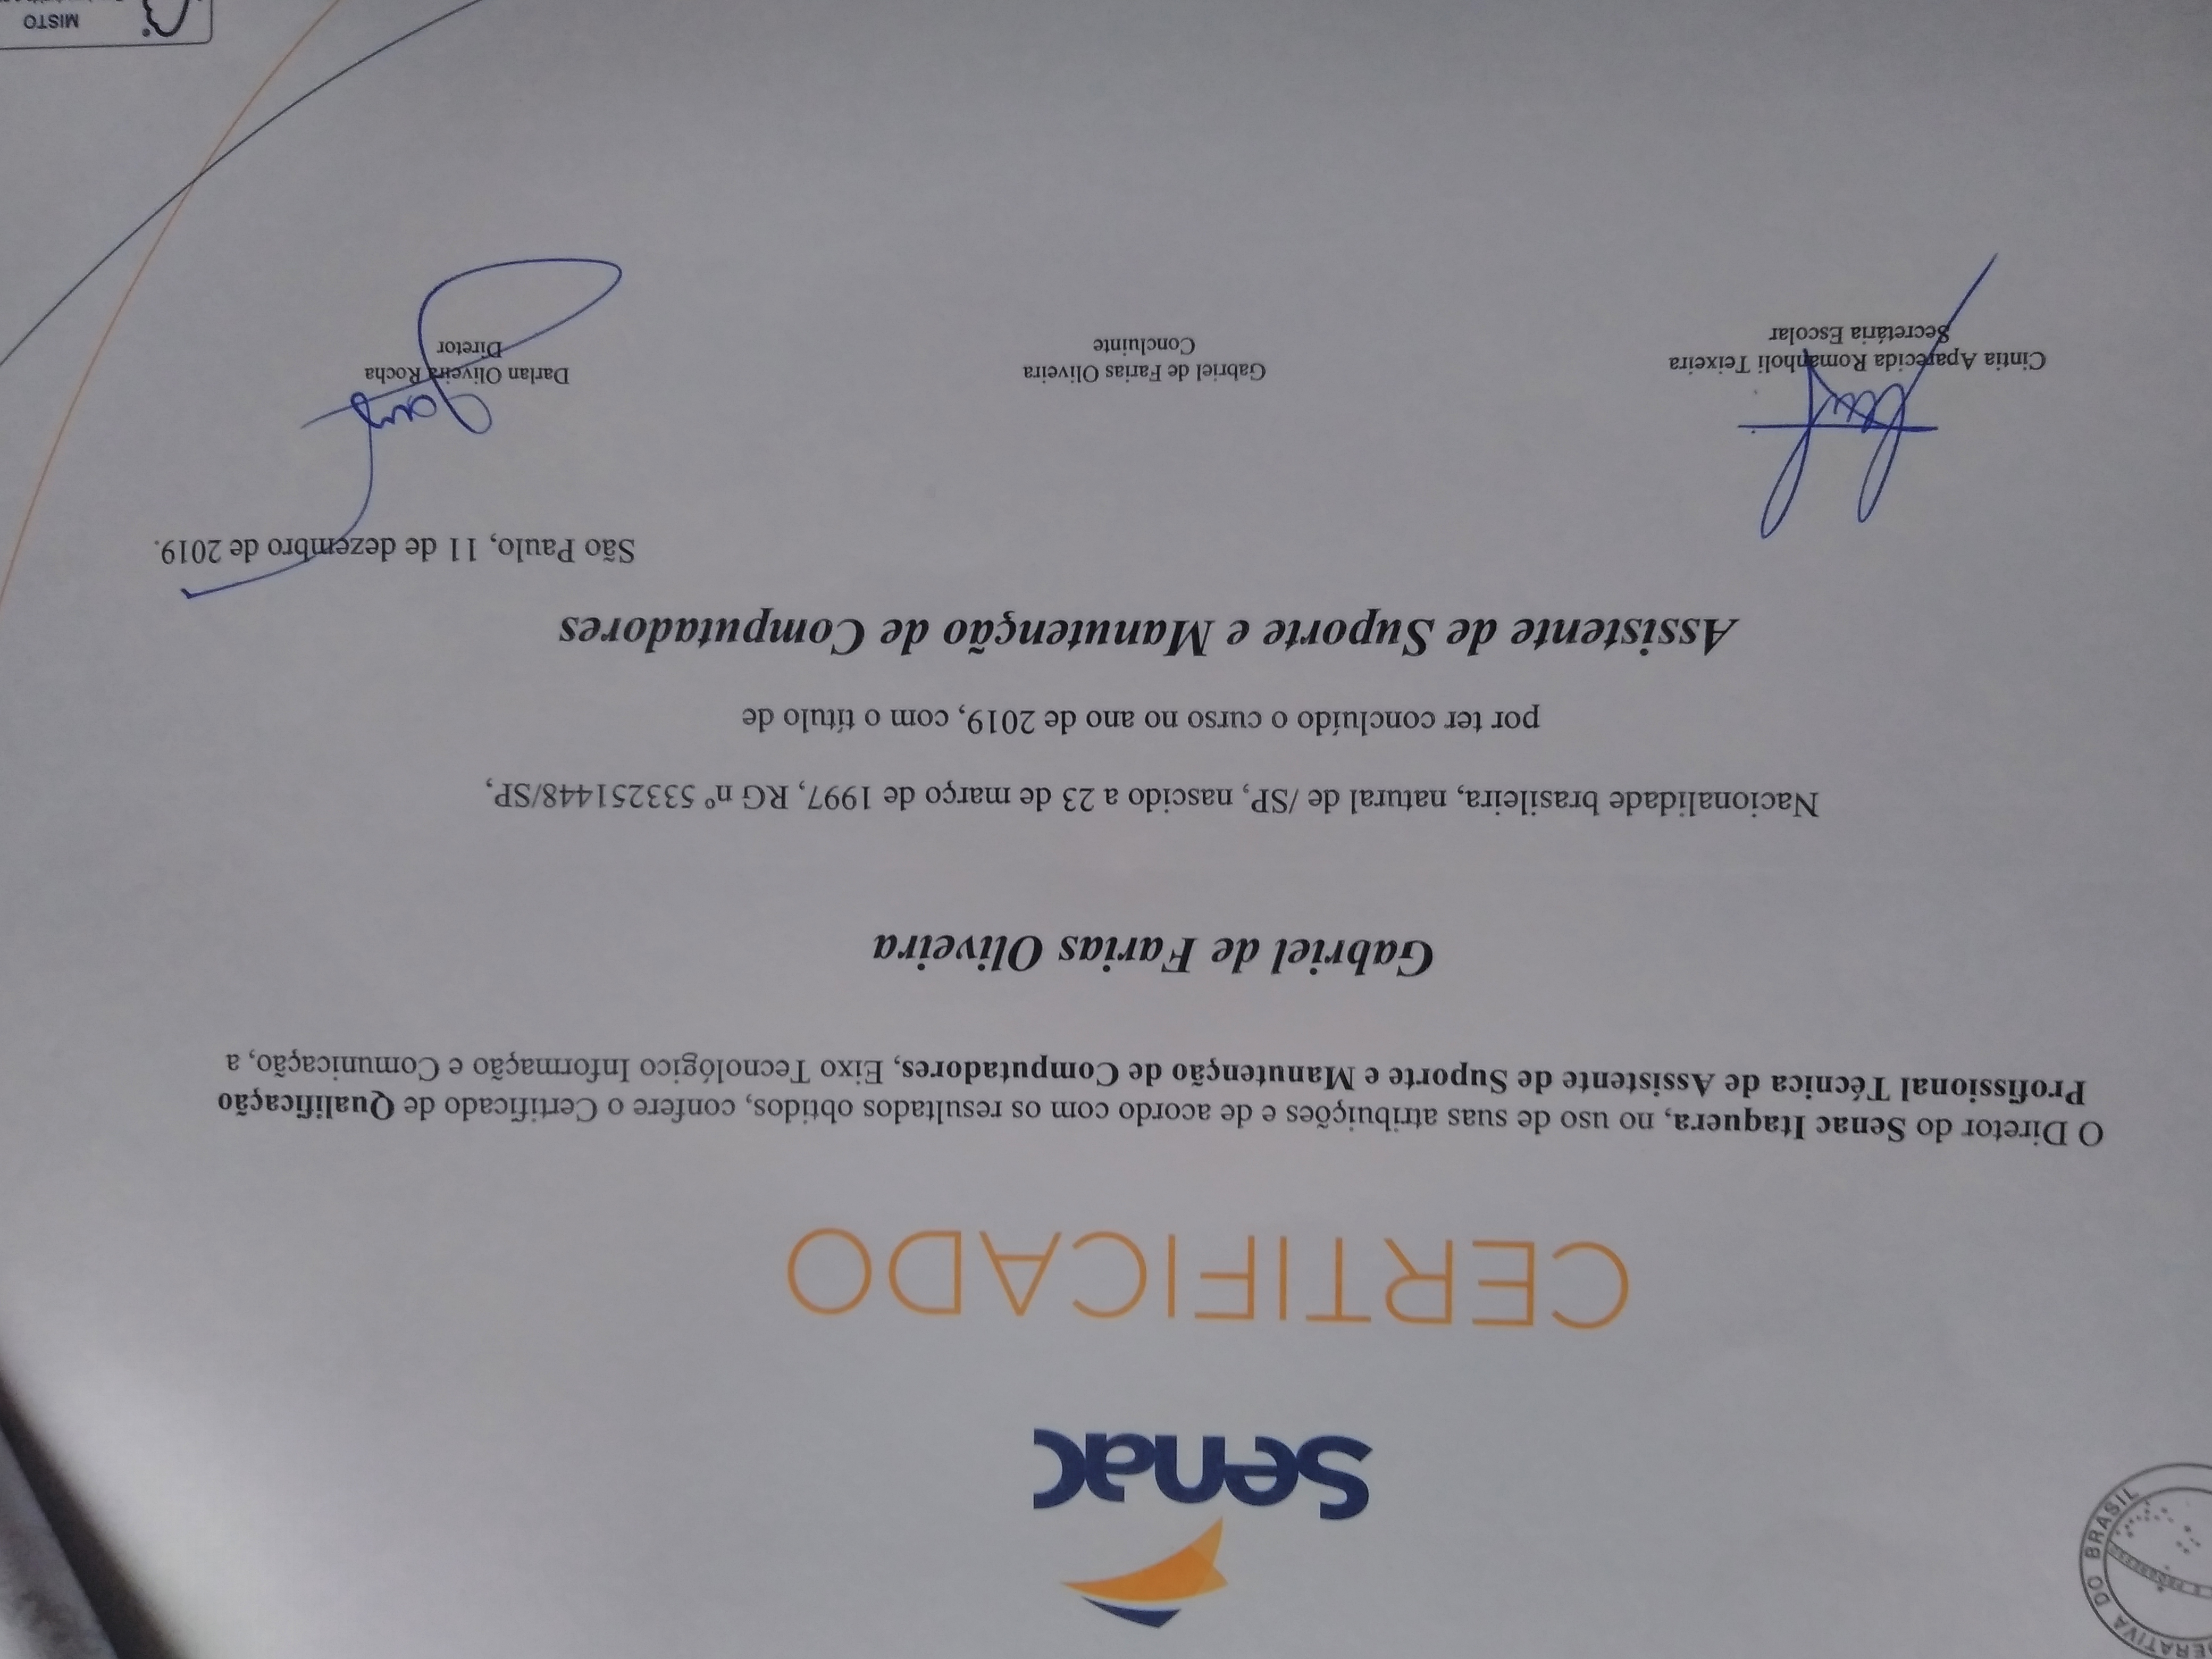 ERATIVA DO BRASIL
E PROGRESSO
Senac
CERTIFICADO
O Diretor do Senac Itaquera, no uso de suas atribuições e de acordo com os resultados obtidos, confere o Certificado de Qualificação
Profissional Técnica de Assistente de Suporte e Manutenção de Computadores, Eixo Tecnológico Informação e Comunicação, a
Gabriel de Farias Oliveira
Nacionalidade brasileira, natural de /SP, nascido a 23 de março de 1997, RG nº 533251448/SP,
por ter concluído o curso no ano de 2019, com o título de
Assistente de Suporte e Manutenção de Computadores
São Paulo, 11 de dezembro de 2019.
Cintia Aparecida Romanholi Teixeira
Secretária Escolar
Gabriel de Farias Oliveira
Concluinte
Darlan Oliveira Rocha
Diretor
MISTO